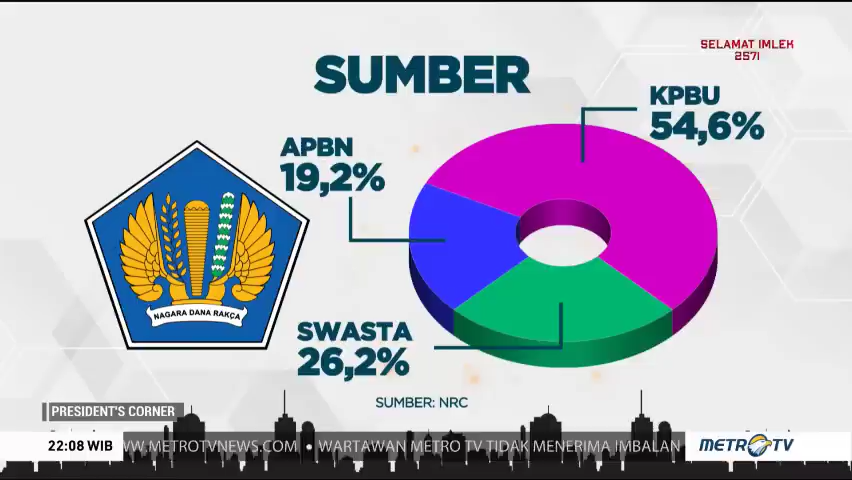 SELAMAT IMLEK
2571
SUMBER
KPBU
54,6%
APBN
19,2%
NAGARA DANA RAKÇA
SWASTA
26,2%
SUMBER: NRC
PRESIDENT'S CORNER
22:08 WIB
WWW.METROTVNEWS.COM • WARTAWAN METRO TV TIDAK MENERIMA IMBALAN
METRO TV